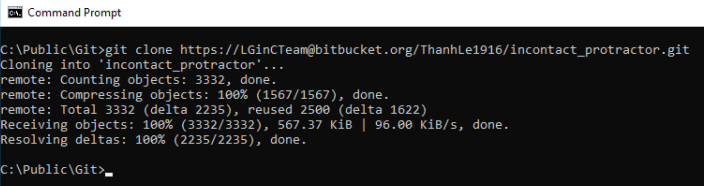 Command Prompt
C:\Public\Git>git clone https://LGinCTeam@bitbucket.org/ThanhLe1916/incontact_protractor.git
Cloning into 'incontact_protractor'...
remote: Counting objects: 3332, done.
remote: Compressing objects: 100% (1567/1567), done.
remote: Total 3332 (delta 2235), reused 2500 (delta 1622)
Receiving objects: 100% (3332/3332), 567.37 KiB | 96.00 KiB/s, done.
Resolving deltas: 100% (2235/2235), done.
C:\Public\Git>